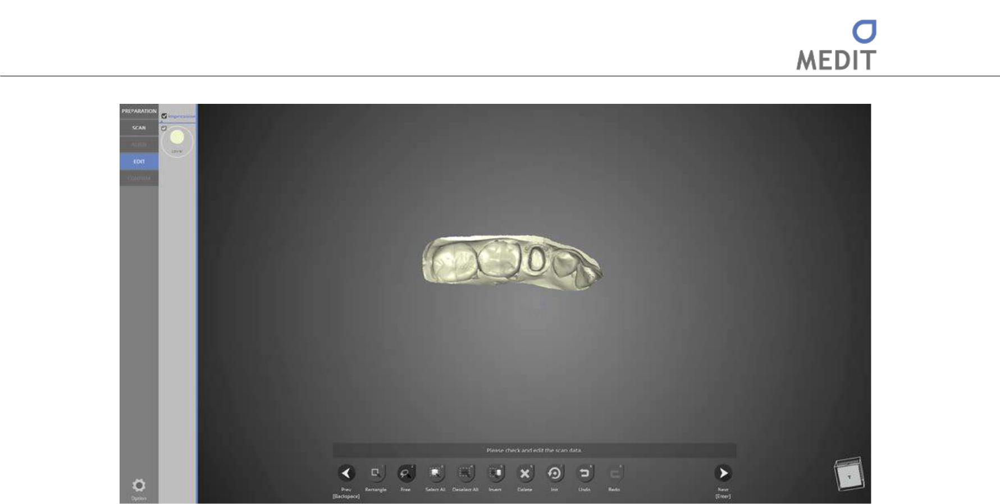 MEDIT
PREPARATION
Impression
SCAN
ALIGN
Lower
EDIT
CONFIRM
Please check and edit the scan data.
Prev Rectangle Free Select All Deselect All Invert Delete Init Undo Redo Next
[Backspace] [Enter]
Option